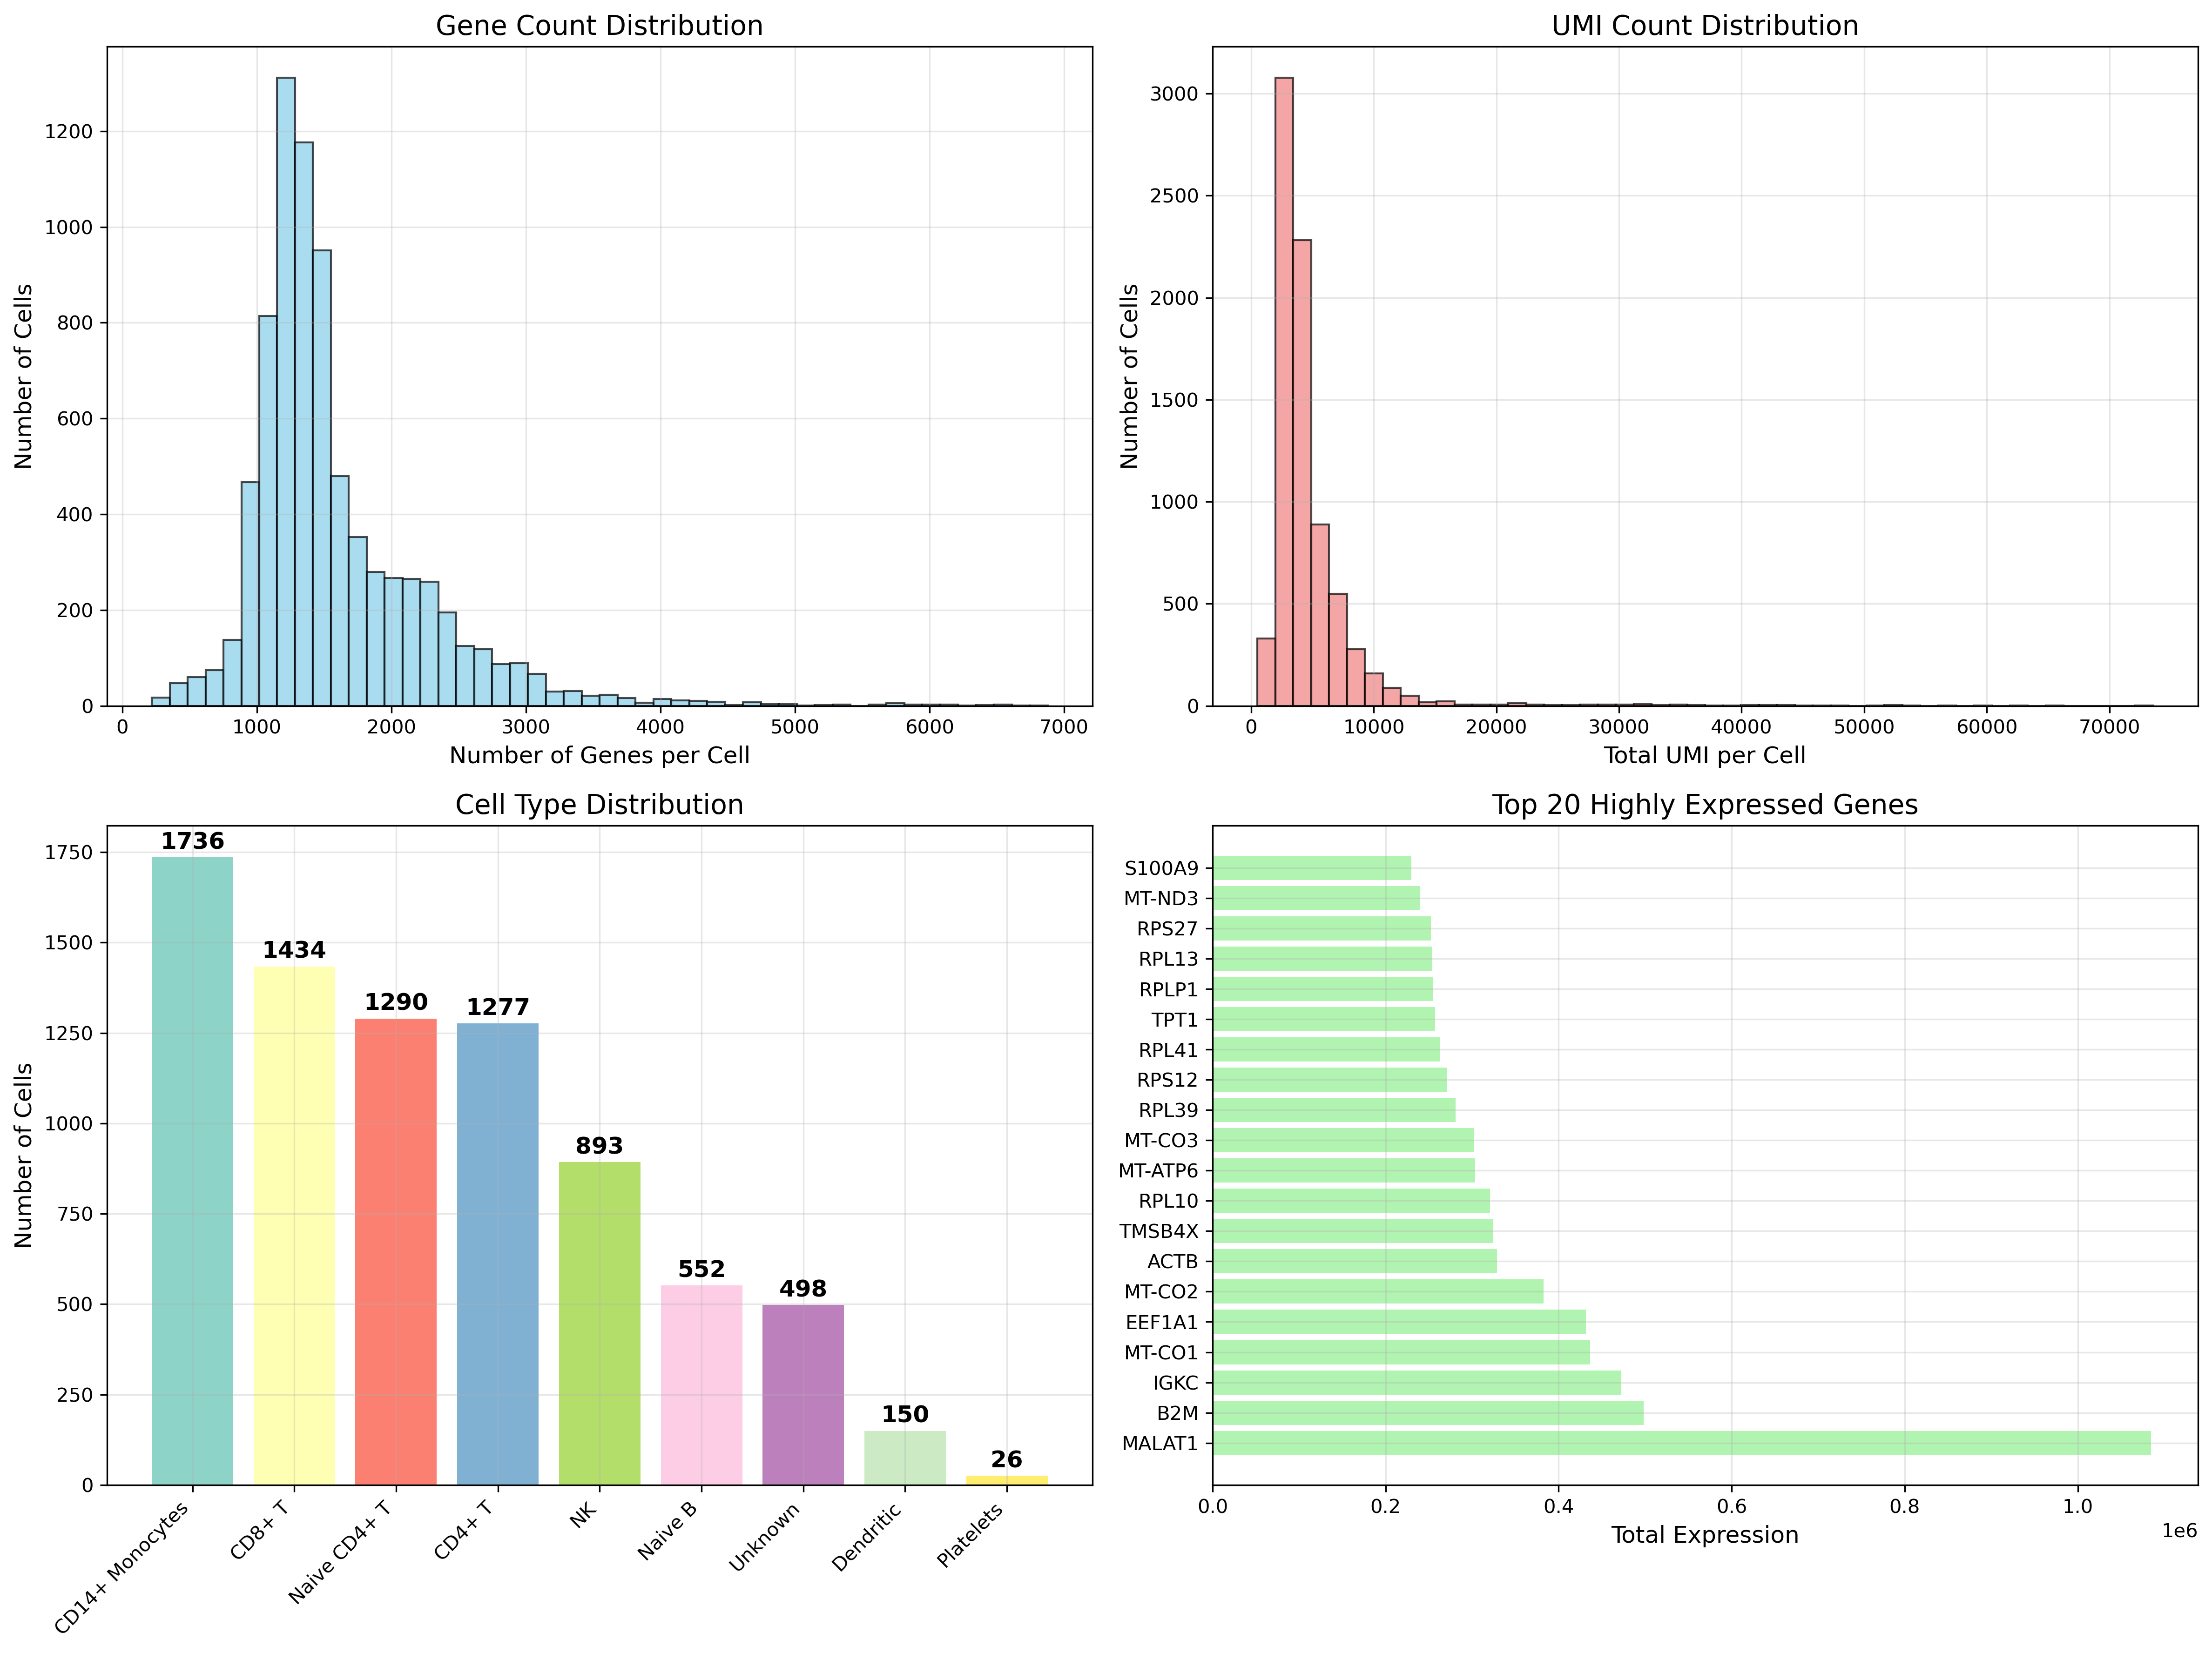 Gene Count Distribution
Number of Cells
1200
1000
800
600
400
200
0
0 1000 2000 3000 4000 5000 6000 7000
Number of Genes per Cell
UMI Count Distribution
Number of Cells
3000
2500
2000
1500
1000
500
0
0 10000 20000 30000 40000 50000 60000 70000
Total UMI per Cell
Cell Type Distribution
Number of Cells
1750
1500
1250
1000
750
500
250
0
1736
1434
1290
1277
893
552
498
150
26
CD14+ Monocytes
CD8+ T
Naive CD4+ T
CD4+ T
NK
Naive B
Unknown
Dendritic
Platelets
Top 20 Highly Expressed Genes
S100A9
MT-ND3
RPS27
RPL13
RPLP1
TPT1
RPL41
RPS12
RPL39
MT-CO3
MT-ATP6
RPL10
TMSB4X
ACTB
MT-CO2
EEF1A1
MT-CO1
IGKC
B2M
MALAT1
0.0 0.2 0.4 0.6 0.8 1.0
1e6
Total Expression